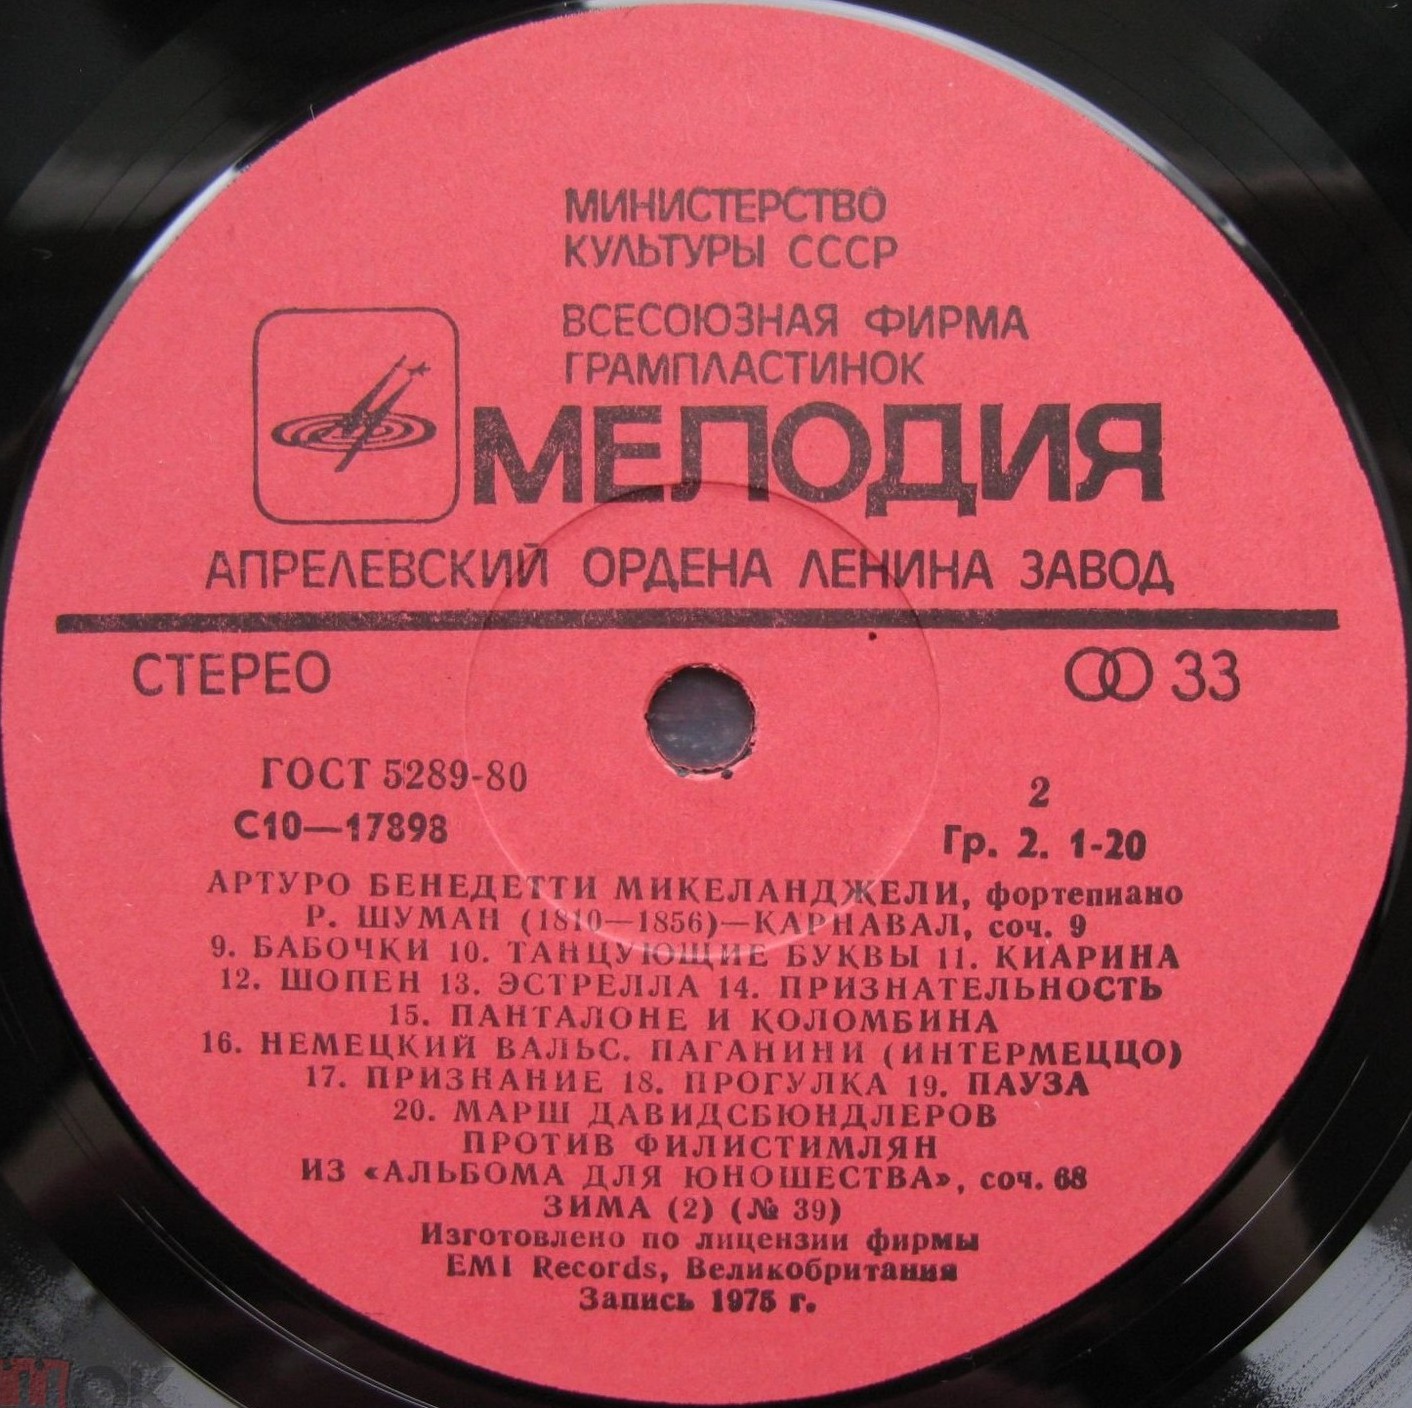 МИНИСТЕРСТВО
КУЛЬТУРЫ СССР
ВСЕСОЮЗНАЯ ФИРМА
ГРАМПЛАСТИНОК
МЕЛОДИЯ
АПРЕЛЕВСКИЙ ОРДЕНА ЛЕНИНА ЗАВОД
СТЕРЕО
33
ГОСТ 5289-80
2
С10—17898
Гр. 2. 1-20
АРТУРО БЕНЕДЕТТИ МИКЕЛАНДЖЕЛИ, фортепиано
Р. ШУМАН (1810—1856)—КАРНАВАЛ, соч. 9
9. БАБОЧКИ 10. ТАНЦУЮЩИЕ БУКВЫ 11. КИАРИНА
12. ШОПЕН 13. ЭСТРЕЛЛА 14. ПРИЗНАТЕЛЬНОСТЬ
15. ПАНТАЛОНЕ И КОЛОМБИНА
16. НЕМЕЦКИЙ ВАЛЬС. ПАГАНИНИ (ИНТЕРМЕЦЦО)
17. ПРИЗНАНИЕ 18. ПРОГУЛКА 19. ПАУЗА
20. МАРШ ДАВИДСБЮНДЛЕРОВ
ПРОТИВ ФИЛИСТИМЛЯН
ИЗ «АЛЬБОМА ДЛЯ ЮНОШЕСТВА», соч. 68
ЗИМА (2) (№ 39)
Изготовлено по лицензии фирмы
EMI Records, Великобритания
Запись 1975 г.